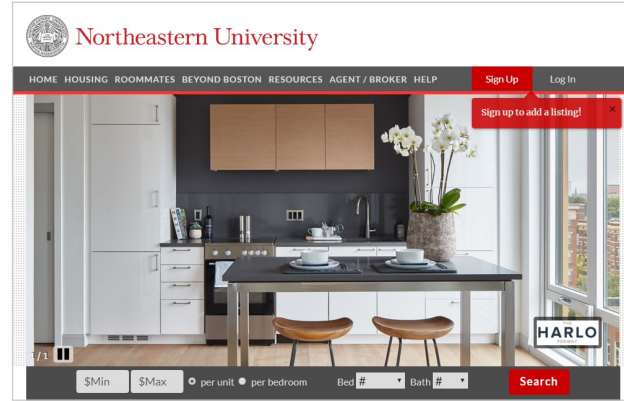 Northeastern University
HOME HOUSING ROOMMATES BEYOND BOSTON RESOURCES AGENT / BROKER HELP Sign Up Log In
Sign up to add a listing! ×
THE
HARLO
FENWAY
1/1
$Min $Max per unit per bedroom Bed # Bath # Search